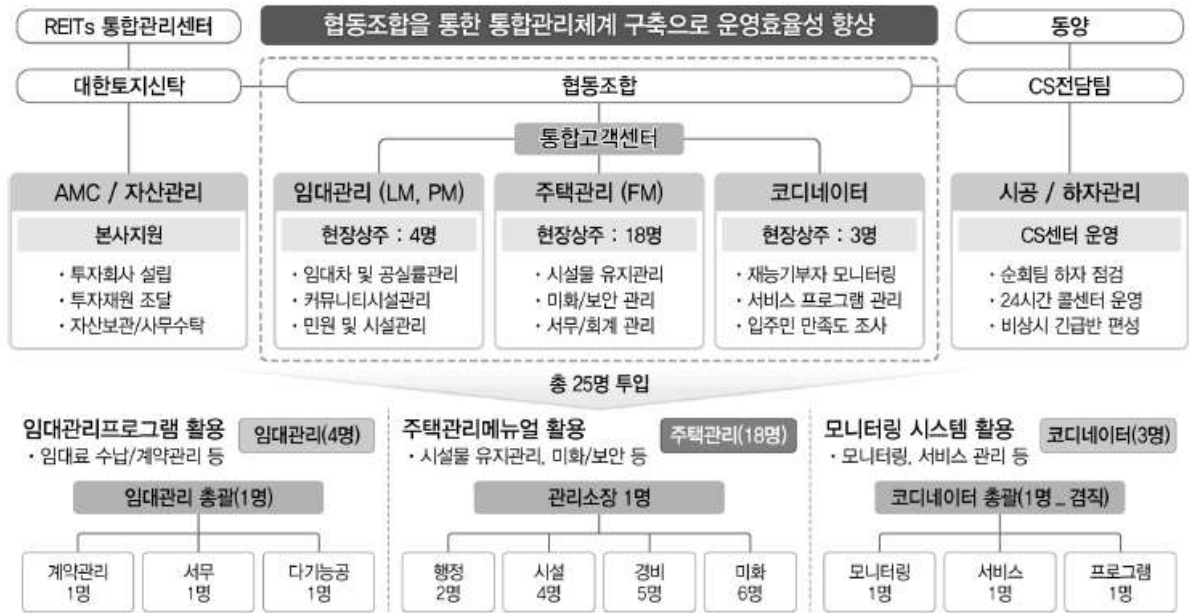 REITs 통합관리센터
협동조합을 통한 통합관리체계 구축으로 운영효율성 향상
동양
대한토지신탁
협동조합
CS전담팀
통합고객센터
AMC / 자산관리
본사지원
· 투자회사 설립
· 투자재원 조달
· 자산보관/사무수탁
임대관리 (LM, PM)
현장상주 : 4명
· 임대차 및 공실률관리
· 커뮤니티시설관리
· 민원 및 시설관리
주택관리 (FM)
현장상주 : 18명
· 시설물 유지관리
· 미화/보안 관리
· 서무/회계 관리
코디네이터
현장상주 : 3명
· 재능기부자 모니터링
· 서비스 프로그램 관리
· 입주민 만족도 조사
시공 / 하자관리
CS센터 운영
· 순회팀 하자 점검
· 24시간 콜센터 운영
· 비상시 긴급반 편성
총 25명 투입
임대관리프로그램 활용
임대관리(4명)
· 임대료 수납/계약관리 등
임대관리 총괄(1명)
계약관리
1명
서무
1명
다기능공
1명
주택관리메뉴얼 활용
주택관리(18명)
· 시설물 유지관리, 미화/보안 등
관리소장 1명
행정
2명
시설
4명
경비
5명
미화
6명
모니터링 시스템 활용
코디네이터(3명)
· 모니터링, 서비스 관리 등
코디네이터 총괄(1명_겸직)
모니터링
1명
서비스
1명
프로그램
1명